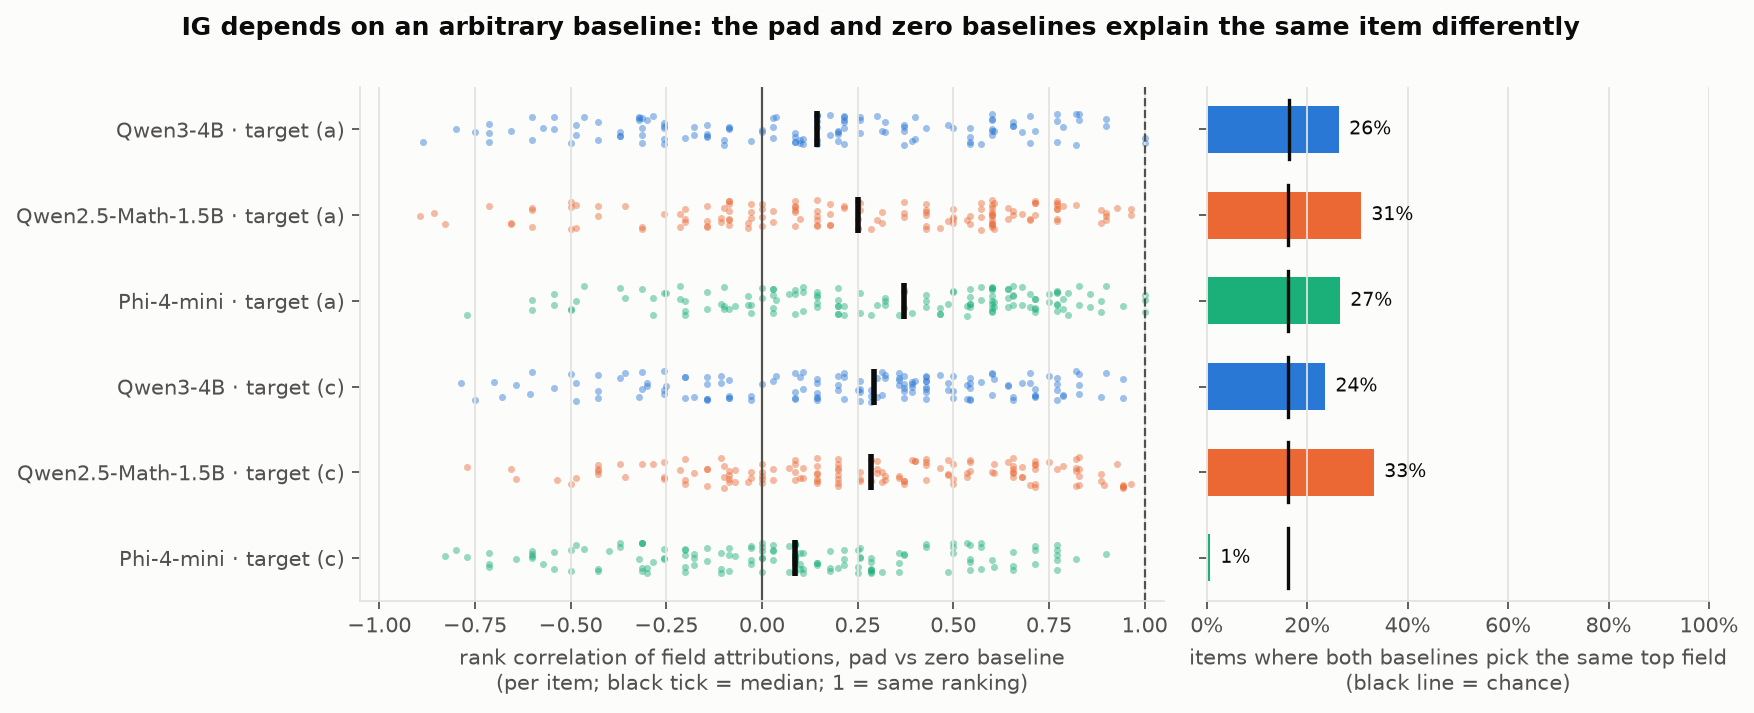 IG depends on an arbitrary baseline: the pad and zero baselines explain the same item differently
Qwen3-4B · target (a)
Qwen2.5-Math-1.5B · target (a)
Phi-4-mini · target (a)
Qwen3-4B · target (c)
Qwen2.5-Math-1.5B · target (c)
Phi-4-mini · target (c)
−1.00 −0.75 −0.50 −0.25 0.00 0.25 0.50 0.75 1.00
rank correlation of field attributions, pad vs zero baseline
(per item; black tick = median; 1 = same ranking)
26%
31%
27%
24%
33%
1%
0% 20% 40% 60% 80% 100%
items where both baselines pick the same top field
(black line = chance)